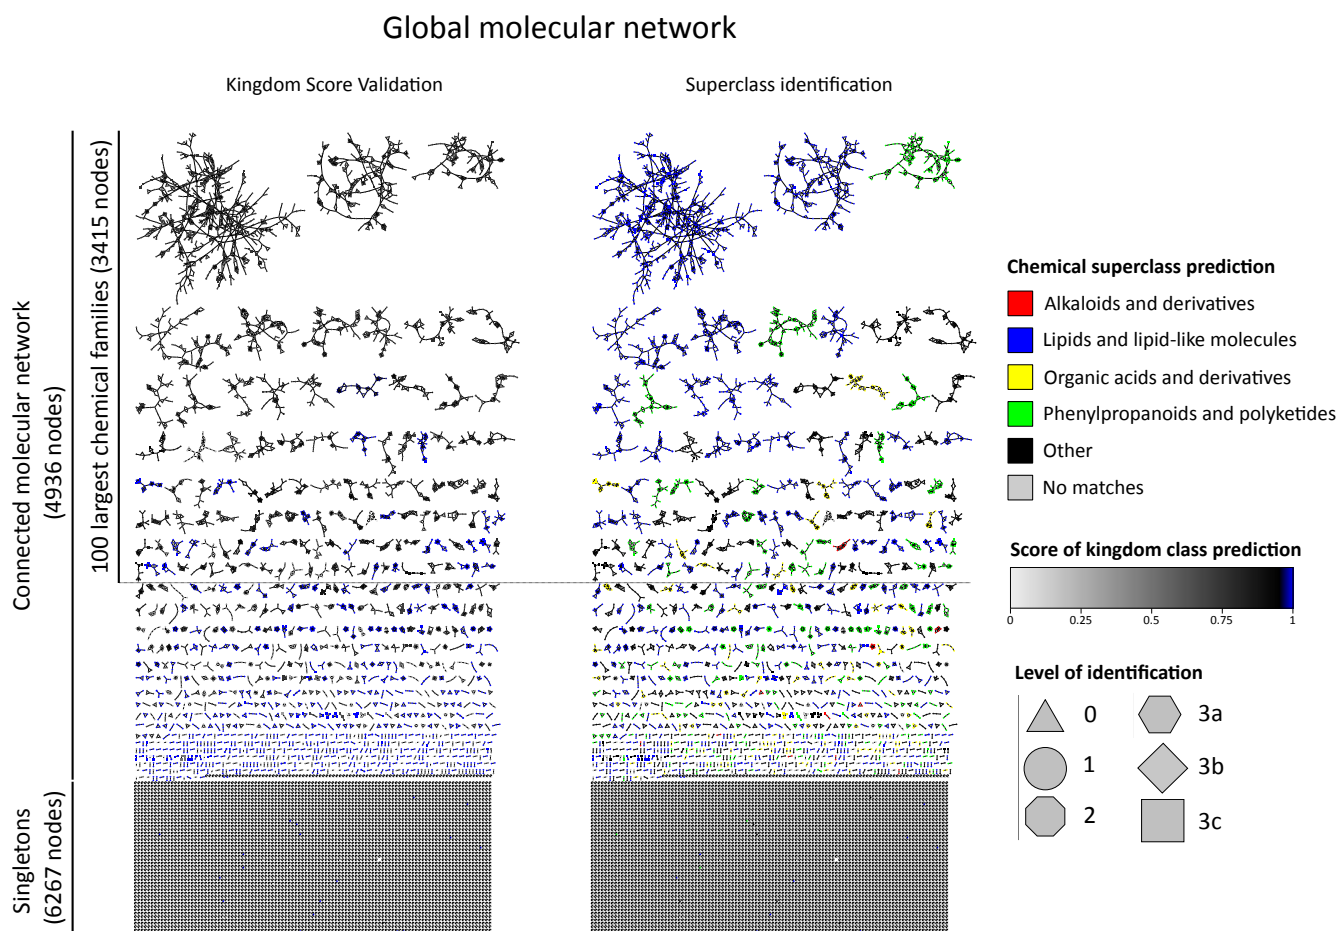 Global molecular network
Kingdom Score Validation
Superclass identification
Connected molecular network
(4936 nodes)
100 largest chemical families (3415 nodes)
Singletons
(6267 nodes)
Chemical superclass prediction
Alkaloids and derivatives
Lipids and lipid-like molecules
Organic acids and derivatives
Phenylpropanoids and polyketides
Other
No matches
Score of kingdom class prediction
0 0.25 0.5 0.75 1
Level of identification
0 3a
1 3b
2 3c